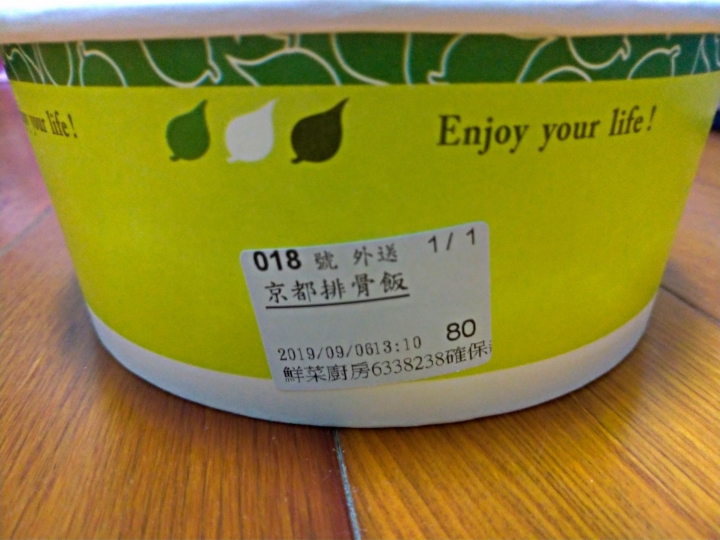 your life!
Enjoy your life!
018 號 外送 1/1
京都排骨飯
2019/09/0613:10 80
鮮菜廚房6338238確保